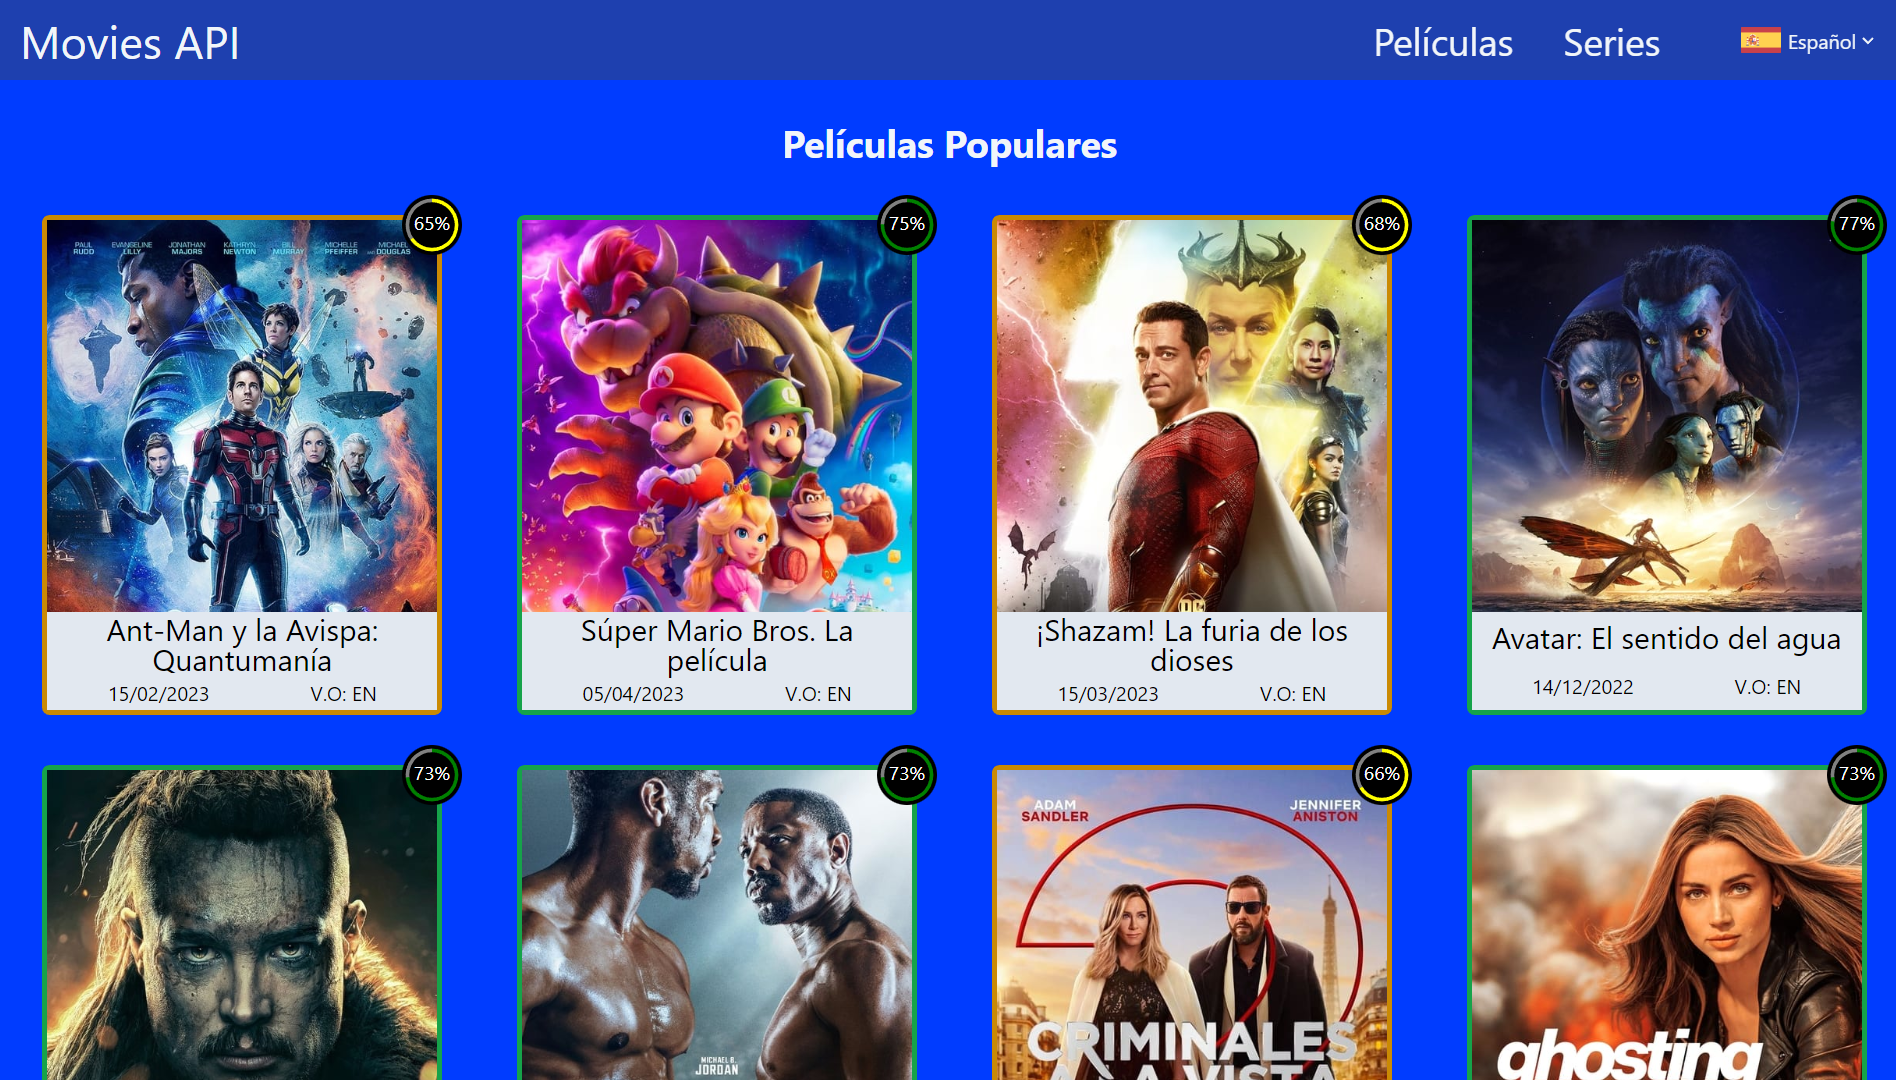 Movies API
Películas
Series
Español
Películas Populares
65%
PAUL RUDD
EVANGELINE LILLY
JONATHAN MAJORS
KATHRYN NEWTON
BILL MURRAY
MICHELLE PFEIFFER
AND MICHAEL DOUGLAS
Ant-Man y la Avispa:
Quantumanía
15/02/2023
V.O: EN
75%
L
Súper Mario Bros. La
película
05/04/2023
V.O: EN
68%
DC
¡Shazam! La furia de los
dioses
15/03/2023
V.O: EN
77%
Avatar: El sentido del agua
14/12/2022
V.O: EN
73%
73%
MICHAEL B.
JORDAN
66%
ADAM
SANDLER
JENNIFER
ANISTON
2
CRIMINALES
A LA VISTA
73%
ghosting